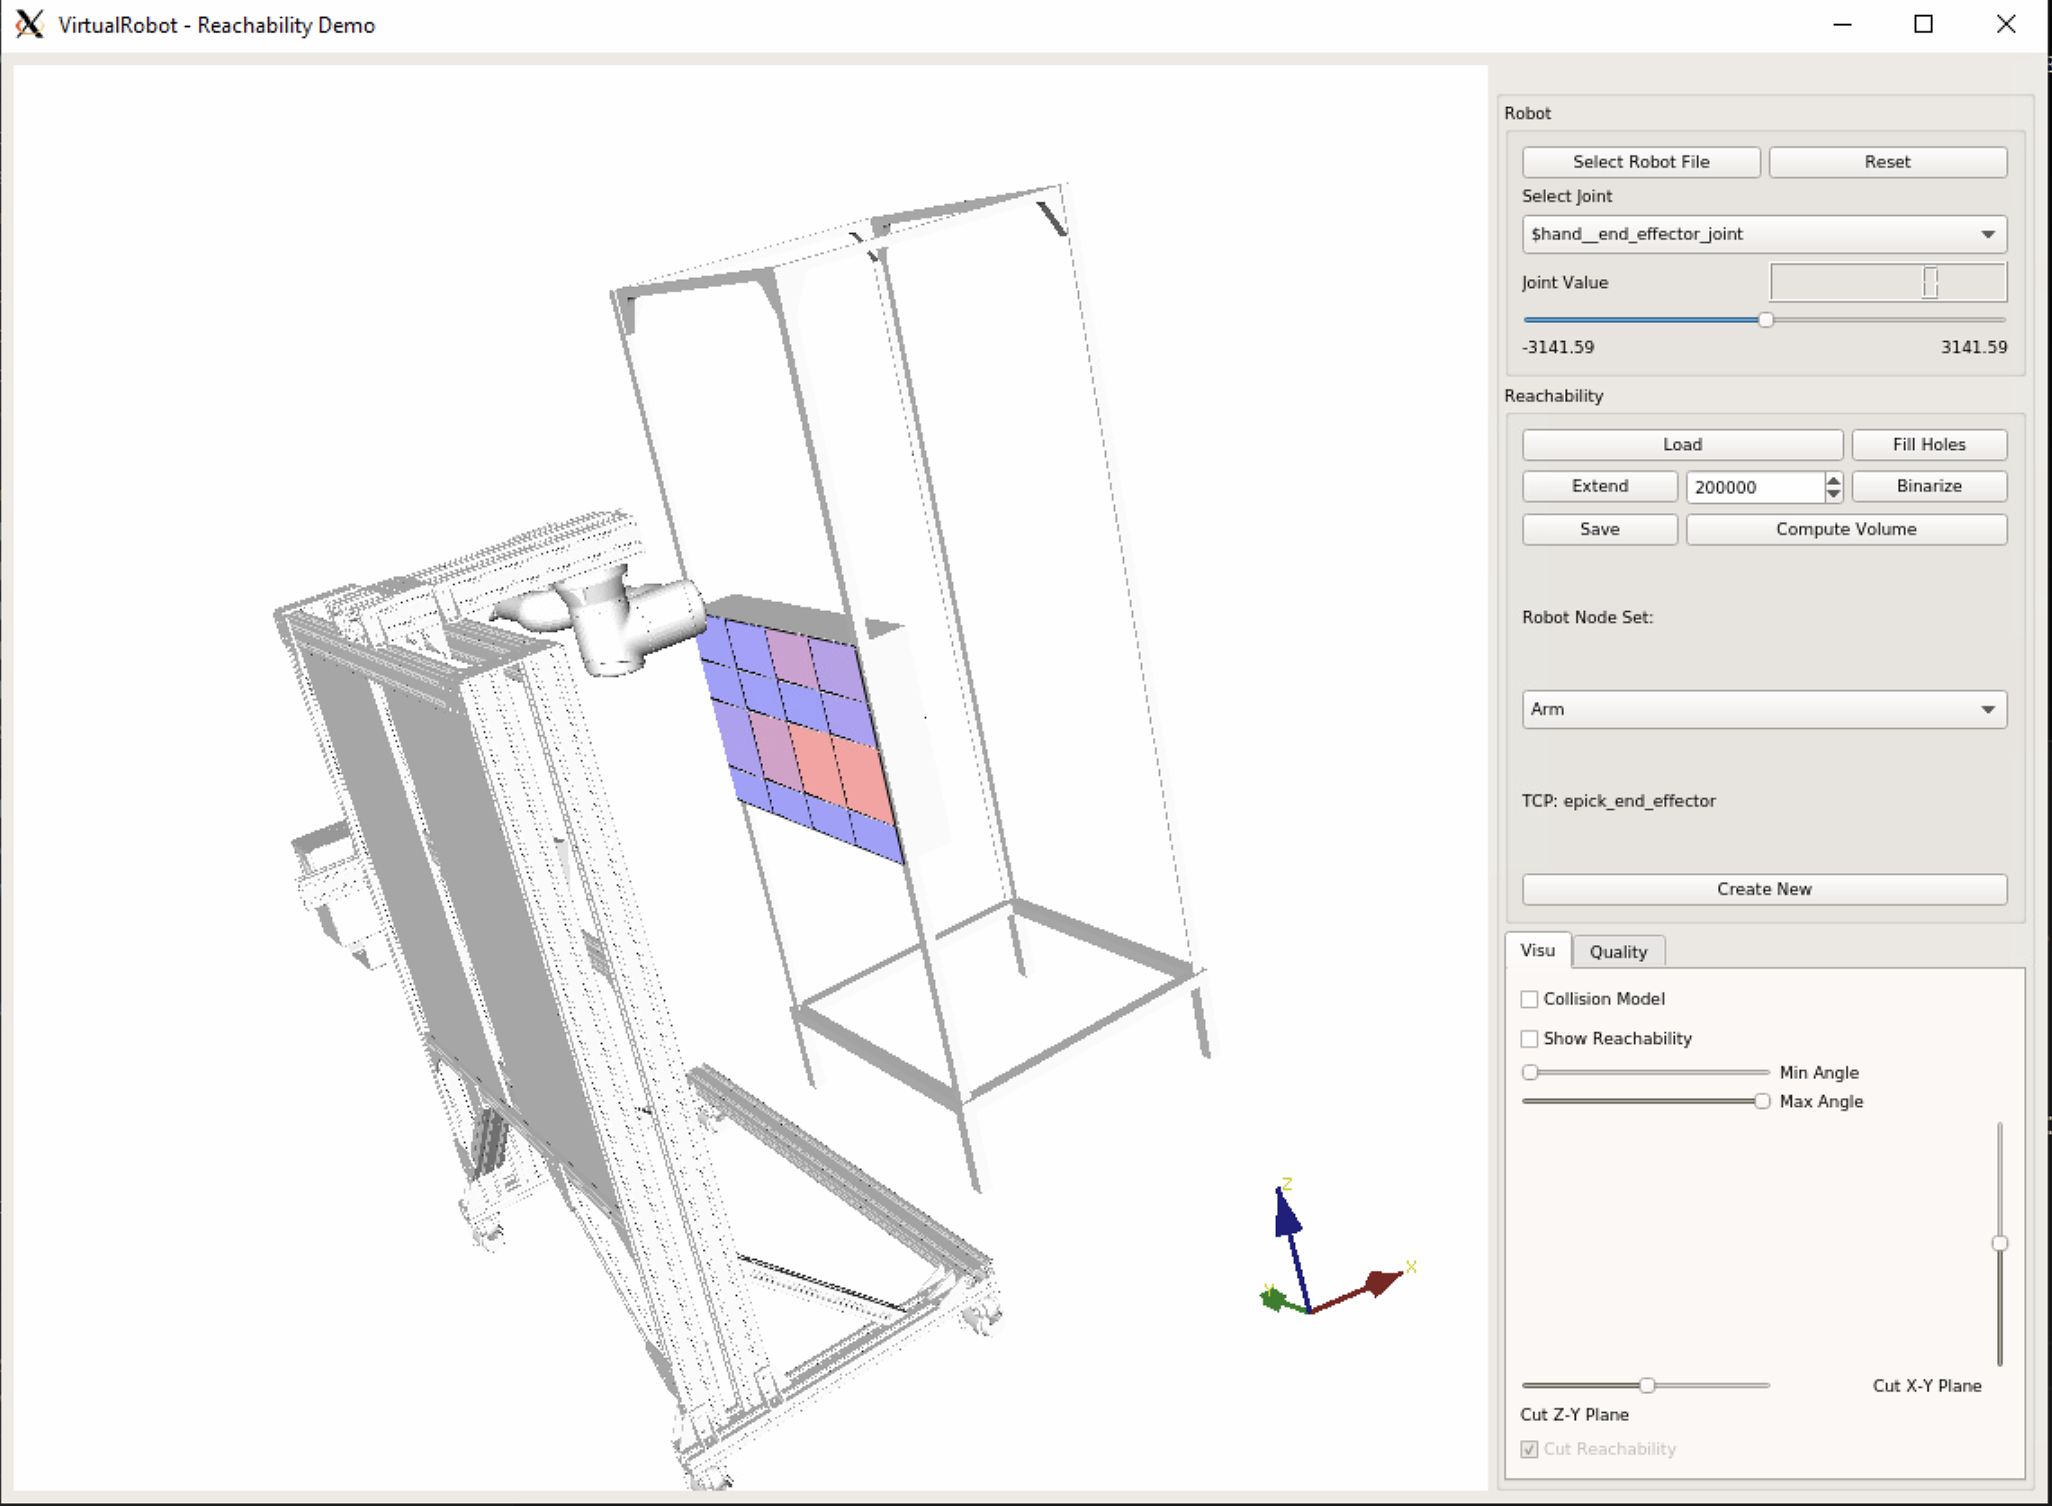 VirtualRobot - Reachability Demo
Robot
Select Robot File
Reset
Select Joint
$hand__end_effector_joint
Joint Value
-3141.59
3141.59
Reachability
Load
Fill Holes
Extend
200000
Binarize
Save
Compute Volume
Robot Node Set:
Arm
TCP: epick_end_effector
Create New
Visu
Quality
Collision Model
Show Reachability
Min Angle
Max Angle
Z
X
Y
Cut X-Y Plane
Cut Z-Y Plane
Cut Reachability